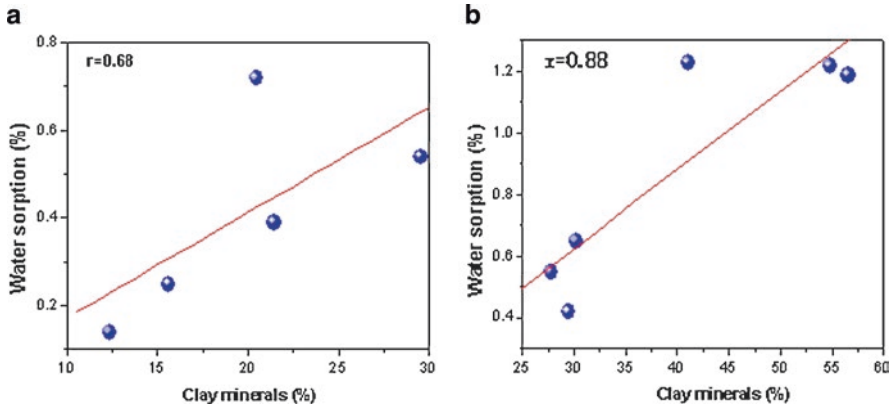 a
r=0.68
0.8
0.6
0.4
0.2
10
15
20
25
30
Water sorption (%)
Clay minerals (%)
b
r=0.88
1.2
1.0
0.8
0.6
0.4
25
30
35
40
45
50
55
60
Water sorption (%)
Clay minerals (%)